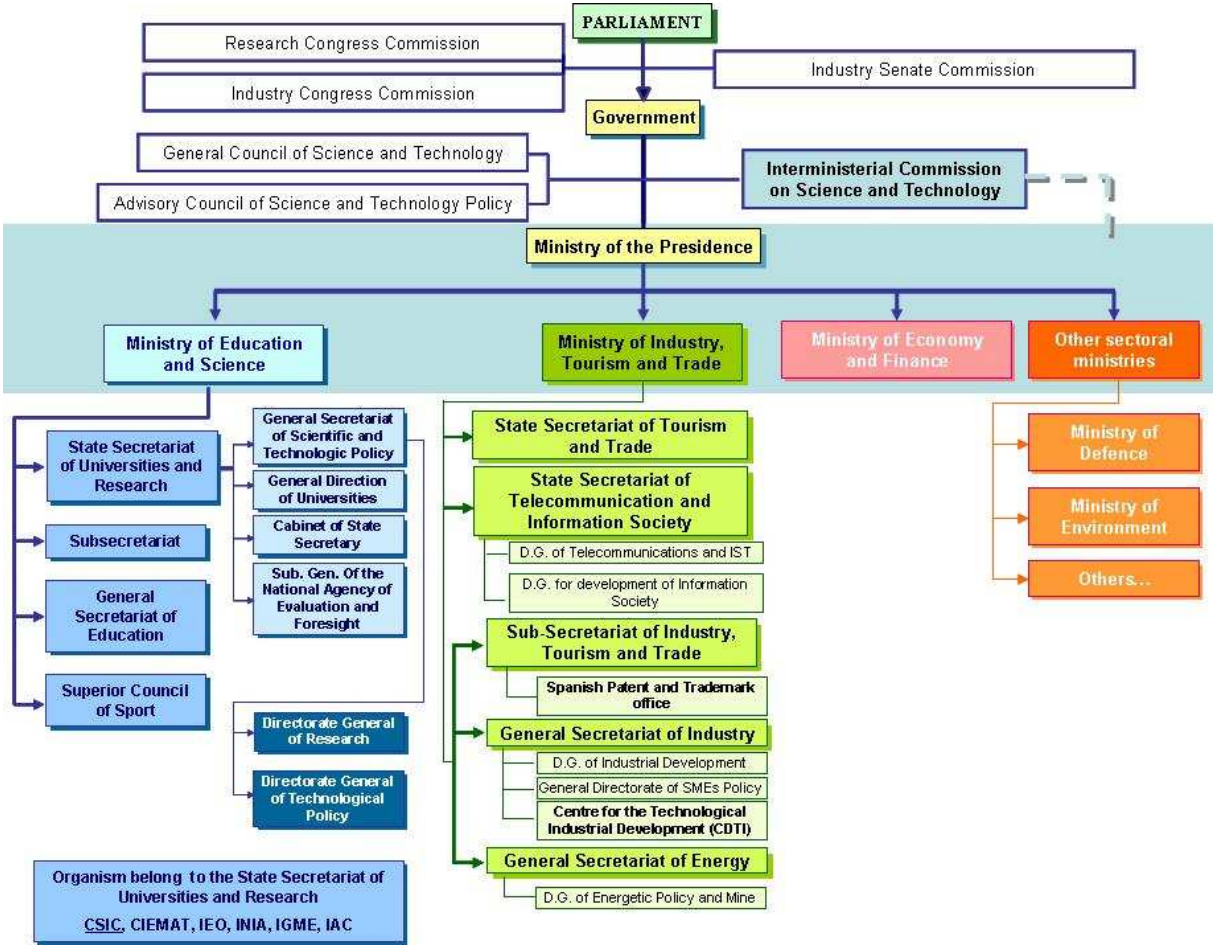 PARLIAMENT
Research Congress Commission
Industry Senate Commission
Industry Congress Commission
Government
General Council of Science and Technology
Interministerial Commission
on Science and Technology
Advisory Council of Science and Technology Policy
Ministry of the Presidence
Ministry of Education
and Science
Ministry of Industry,
Tourism and Trade
Ministry of Economy
and Finance
Other sectoral
ministries
State Secretariat
of Universities and
Research
Subsecretariat
General
Secretariat of
Education
Superior Council
of Sport
General Secretariat
of Scientific and
Technologic Policy
General Direction
of Universities
Cabinet of State
Secretary
Sub. Gen. Of the
National Agency of
Evaluation and
Foresight
Directorate General
of Research
Directorate General
of Technological
Policy
Organism belong to the State Secretariat of
Universities and Research
CSIC, CIEMAT, IEO, INIA, IGME, IAC
State Secretariat of Tourism
and Trade
State Secretariat of
Telecommunication and
Information Society
D.G. of Telecommunications and IST
D.G. for development of Information
Society
Sub-Secretariat of Industry,
Tourism and Trade
Spanish Patent and Trademark
office
General Secretariat of Industry
D.G. of Industrial Development
General Directorate of SMEs Policy
Centre for the Technological
Industrial Development (CDTI)
General Secretariat of Energy
D.G. of Energetic Policy and Mine
Ministry of
Defence
Ministry of
Environment
Others...